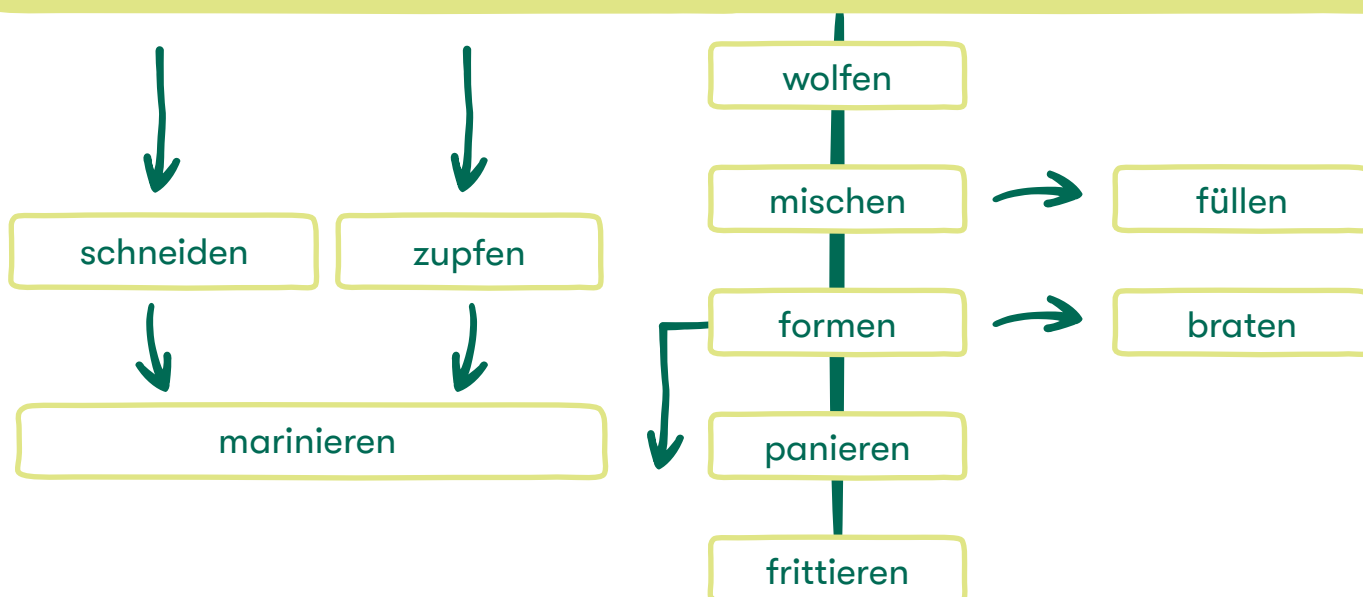 wolfen
mischen
füllen
schneiden
zupfen
formen
braten
marinieren
panieren
frittieren